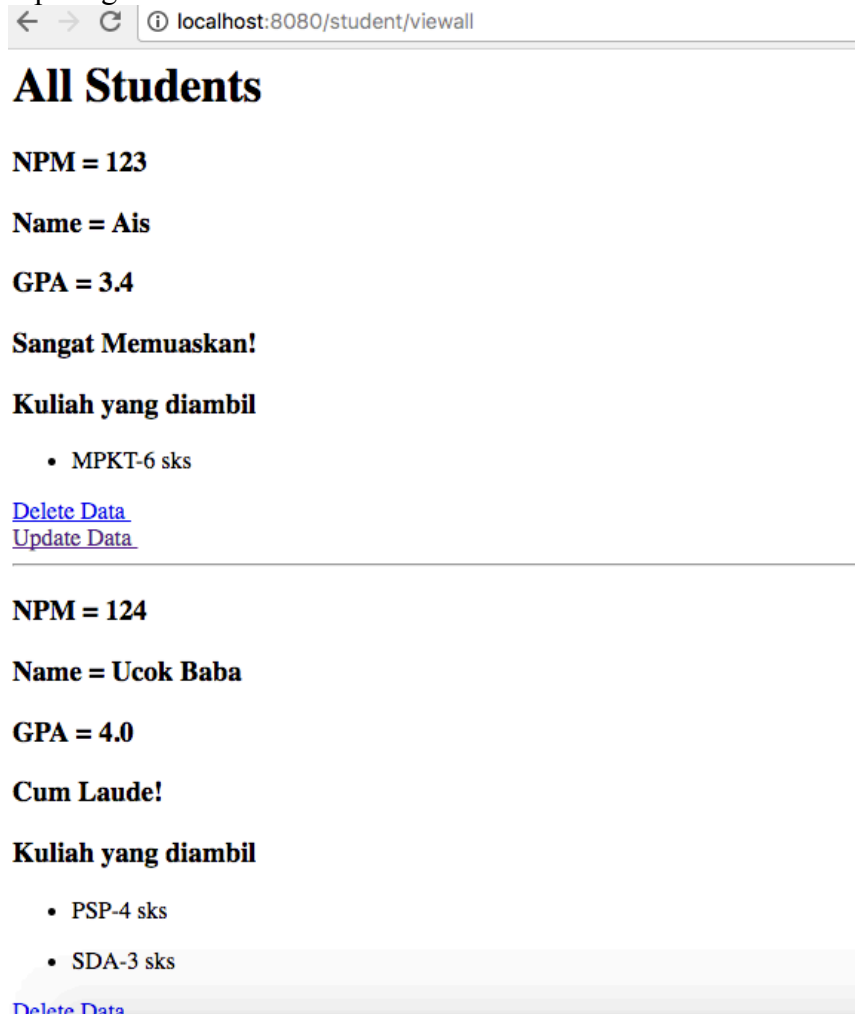 localhost:8080/student/viewall
All Students
NPM = 123
Name = Ais
GPA = 3.4
Sangat Memuaskan!
Kuliah yang diambil
• MPKT-6 sks
Delete Data
Update Data
NPM = 124
Name = Ucok Baba
GPA = 4.0
Cum Laude!
Kuliah yang diambil
• PSP-4 sks
• SDA-3 sks
Delete Data